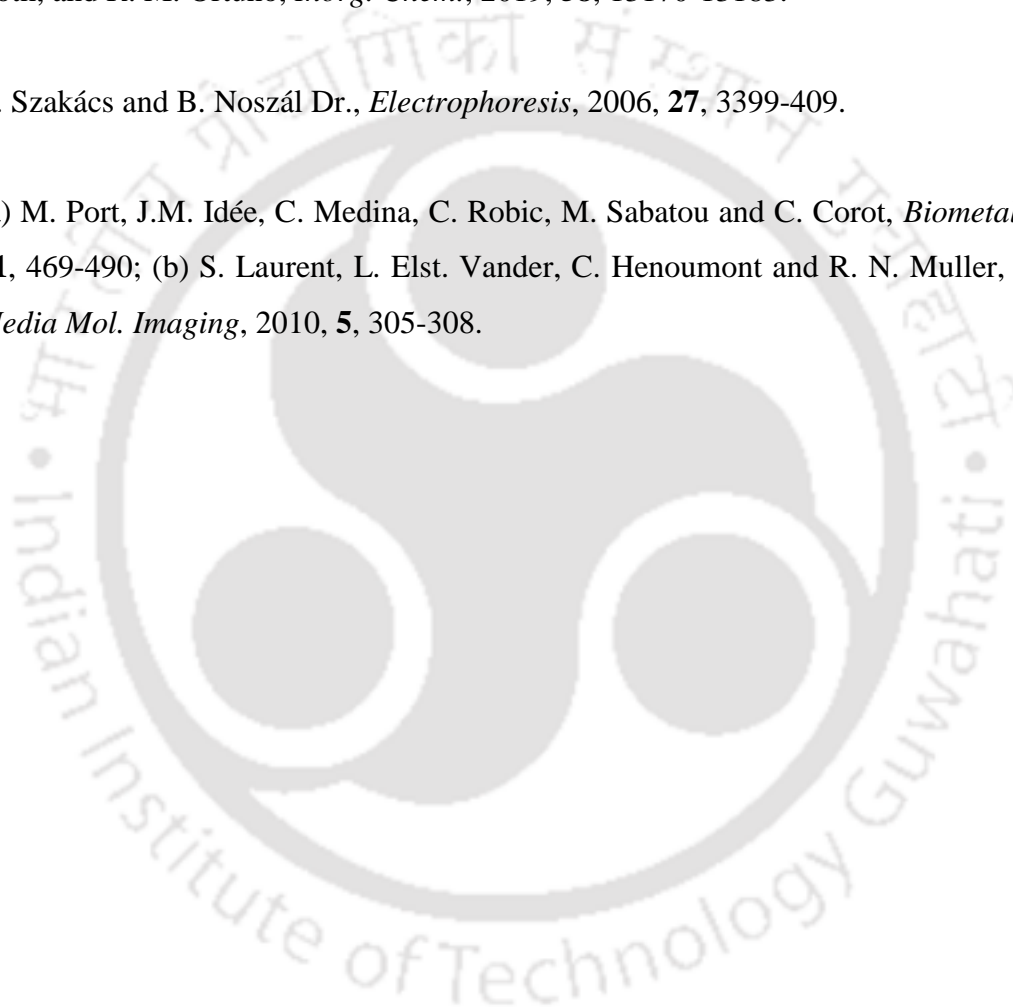 . Szakács and B. Noszál Dr., Electrophoresis, 2006, 27, 3399-409.
) M. Port, J.M. Idée, C. Medina, C. Robic, M. Sabatou and C. Corot,
1, 469-490; (b) S. Laurent, L. Elst. Vander, C. Henoumont and R. N. Muller,
Media Mol. Imaging, 2010, 5, 305-308.
भारतीय प्रौद्योगिकी संस्थान गुवाहाटी
• Indian Institute of Technology Guwahati •